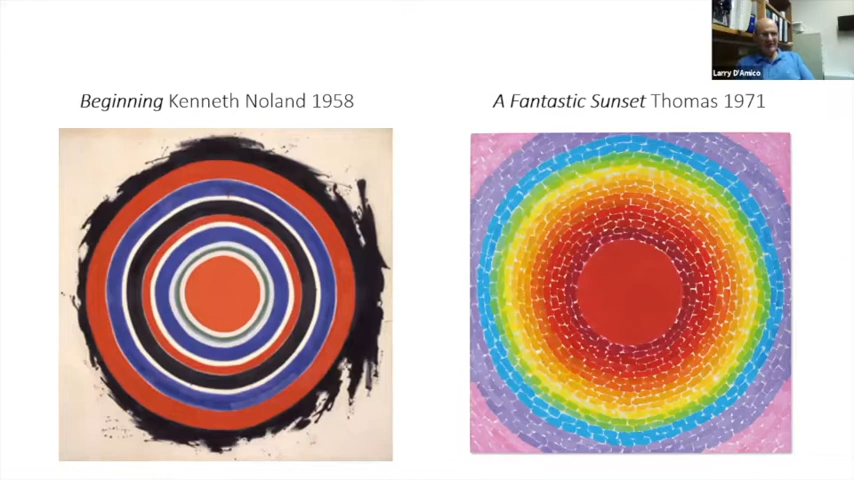 Larry D'Amico
Beginning Kenneth Noland 1958
A Fantastic Sunset Thomas 1971